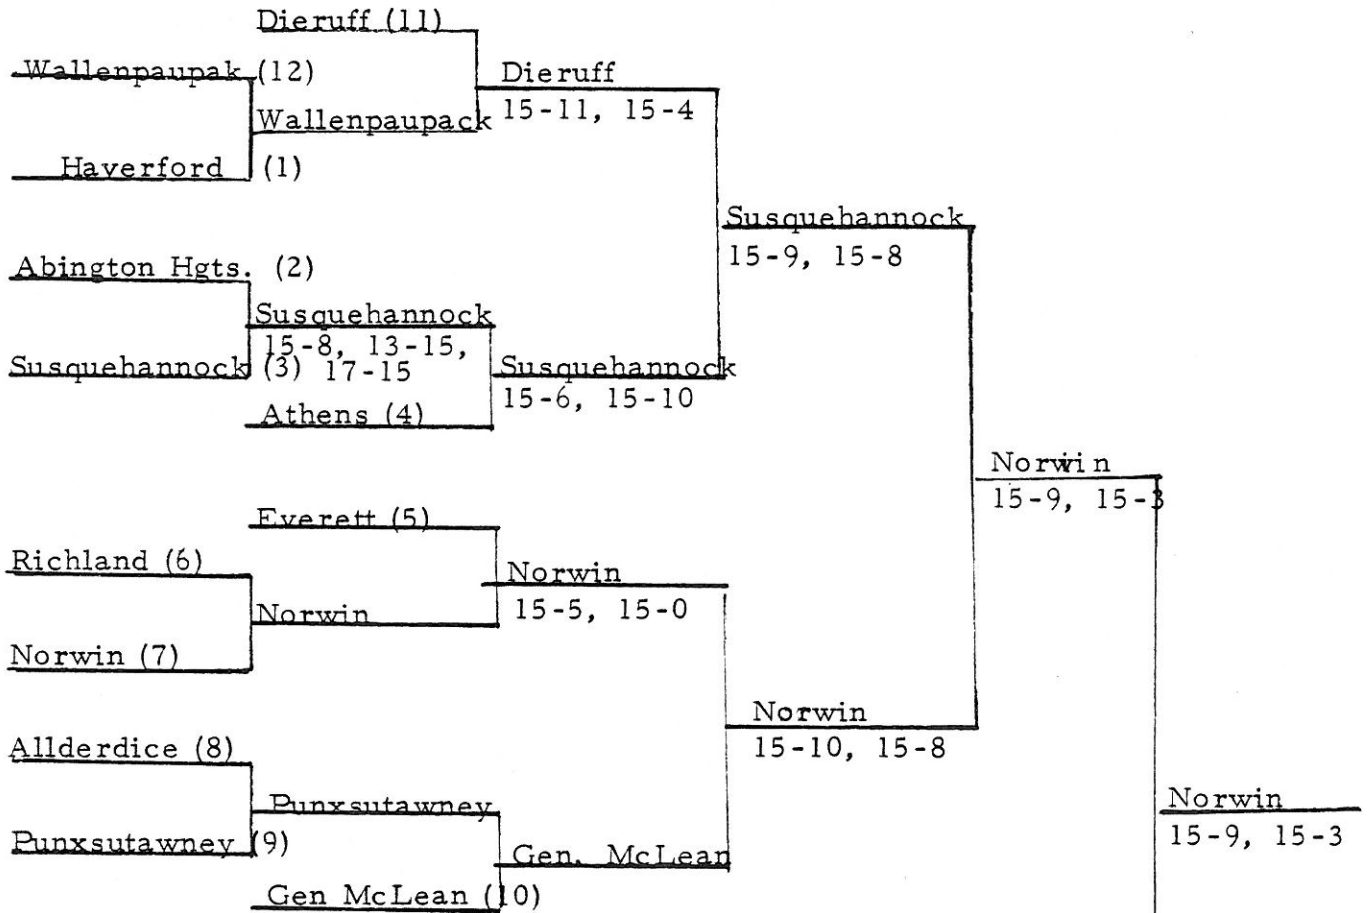 Dieruff (11)
Wallenpaupak (12)
Dieruff
15-11, 15-4
Wallenpaupack
Haverford (1)
Susquehannock
15-9, 15-8
Abington Hgts. (2)
Susquehannock
15-8, 13-15,
17-15
Susquehannock (3)
Susquehannock
15-6, 15-10
Athens (4)
Norwin
15-9, 15-3
Everett (5)
Richland (6)
Norwin
15-5, 15-0
Norwin
Norwin (7)
Norwin
15-10, 15-8
Allderdice (8)
Punxsutawney
Norwin
15-9, 15-3
Punxsutawney (9)
Gen. McLean
Gen McLean (10)